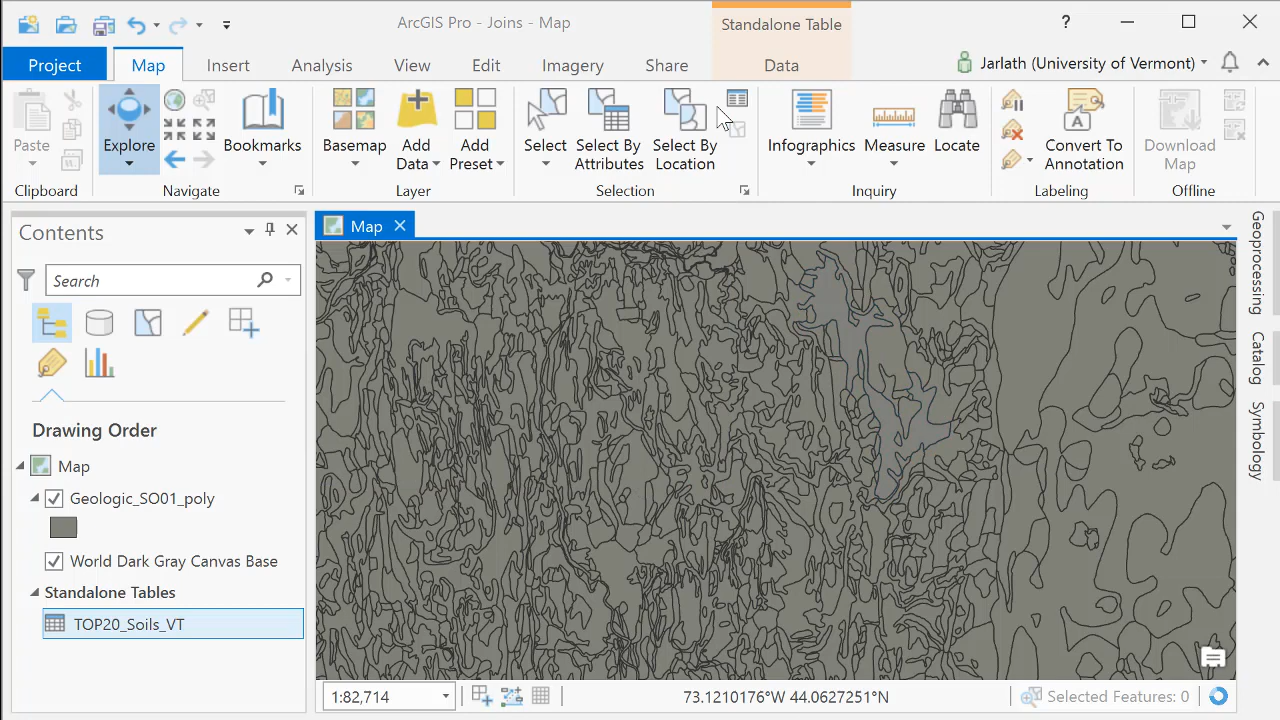 ArcGIS Pro - Joins - Map
Standalone Table
?
Project
Map
Insert
Analysis
View
Edit
Imagery
Share
Data
Jarlath (University of Vermont)
Paste
Explore
Bookmarks
Basemap
Add
Data
Add
Preset
Select
Select By
Attributes
Select By
Location
Infographics
Measure
Locate
Convert To
Annotation
Download
Map
Clipboard
Navigate
Layer
Selection
Inquiry
Labeling
Offline
Contents
Search
Drawing Order
Map
Geologic_SO01_poly
World Dark Gray Canvas Base
Standalone Tables
TOP20_Soils_VT
Map
Geoprocessing
Catalog
Symbology
1:82,714
73.1210176°W 44.0627251°N
Selected Features: 0